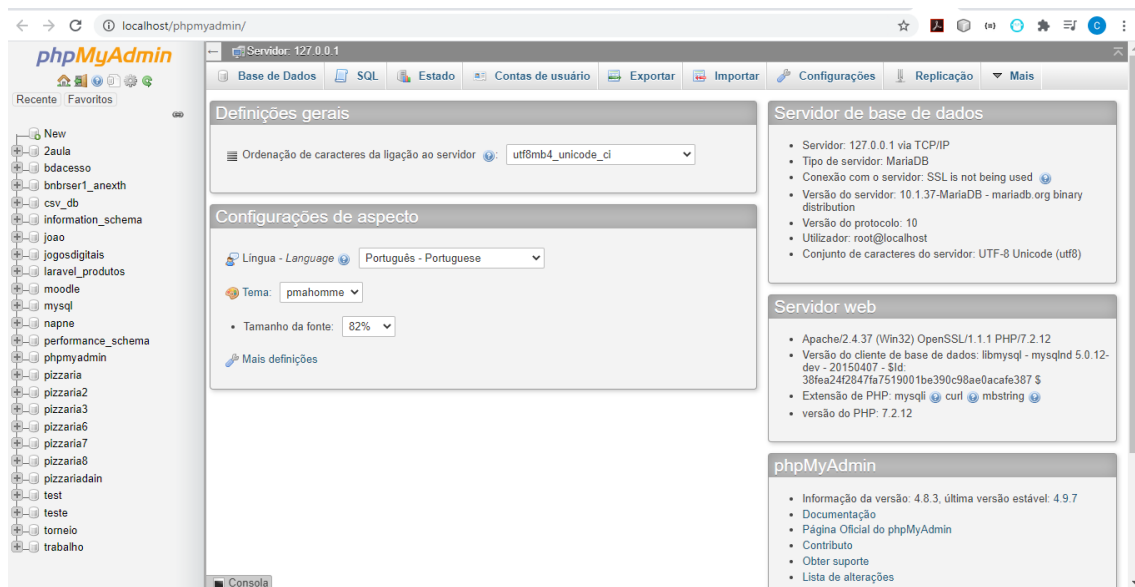 localhost/phpmyadmin/
phpMyAdmin
Recente Favoritos
New
2aula
bdacesso
bnbrser1_anexth
csv_db
information_schema
joao
jogosdigitais
laravel_produtos
moodle
mysql
napne
performance_schema
phpmyadmin
pizzaria
pizzaria2
pizzaria3
pizzaria6
pizzaria7
pizzaria8
pizzariadain
test
teste
torneio
trabalho
Servidor: 127.0.0.1
Base de Dados SQL Estado Contas de usuário Exportar Importar Configurações Replicação Mais
Definições gerais
Ordenação de caracteres da ligação ao servidor : utf8mb4_unicode_ci
Configurações de aspecto
Língua - Language Português - Portuguese
Tema: pmahomme
• Tamanho da fonte: 82%
Mais definições
Servidor de base de dados
• Servidor: 127.0.0.1 via TCP/IP
• Tipo de servidor: MariaDB
• Conexão com o servidor: SSL is not being used
• Versão do servidor: 10.1.37-MariaDB - mariadb.org binary
distribution
• Versão do protocolo: 10
• Utilizador: root@localhost
• Conjunto de caracteres do servidor: UTF-8 Unicode (utf8)
Servidor web
• Apache/2.4.37 (Win32) OpenSSL/1.1.1 PHP/7.2.12
• Versão do cliente de base de dados: libmysql - mysqlnd 5.0.12-
dev - 20150407 - $Id:
38fea24f2847fa7519001be390c98ae0acafe387 $
• Extensão de PHP: mysqli curl mbstring
• versão do PHP: 7.2.12
phpMyAdmin
• Informação da versão: 4.8.3, última versão estável: 4.9.7
• Documentação
• Página Oficial do phpMyAdmin
• Contributo
• Obter suporte
• Lista de alterações
Consola
C